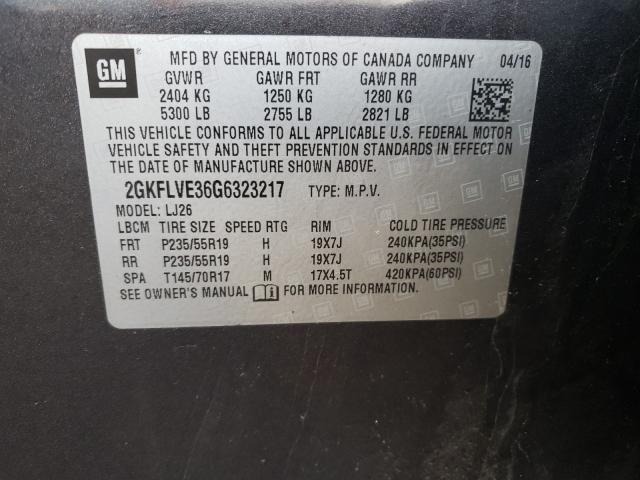 GM
MFD BY GENERAL MOTORS OF CANADA COMPANY 04/16
GVWR GAWR FRT GAWR RR
2404 KG 1250 KG 1280 KG
5300 LB 2755 LB 2821 LB
THIS VEHICLE CONFORMS TO ALL APPLICABLE U.S. FEDERAL MOTOR
VEHICLE SAFETY AND THEFT PREVENTION STANDARDS IN EFFECT ON
THE DATE OF MANUFACTURE SHOWN ABOVE.
2GKFLVE36G6323217 TYPE: M.P.V.
MODEL: LJ26
LBCM TIRE SIZE SPEED RTG RIM COLD TIRE PRESSURE
FRT P235/55R19 H 19X7J 240KPA(35PSI)
RR P235/55R19 H 19X7J 240KPA(35PSI)
SPA T145/70R17 M 17X4.5T 420KPA(60PSI)
SEE OWNER'S MANUAL FOR MORE INFORMATION.